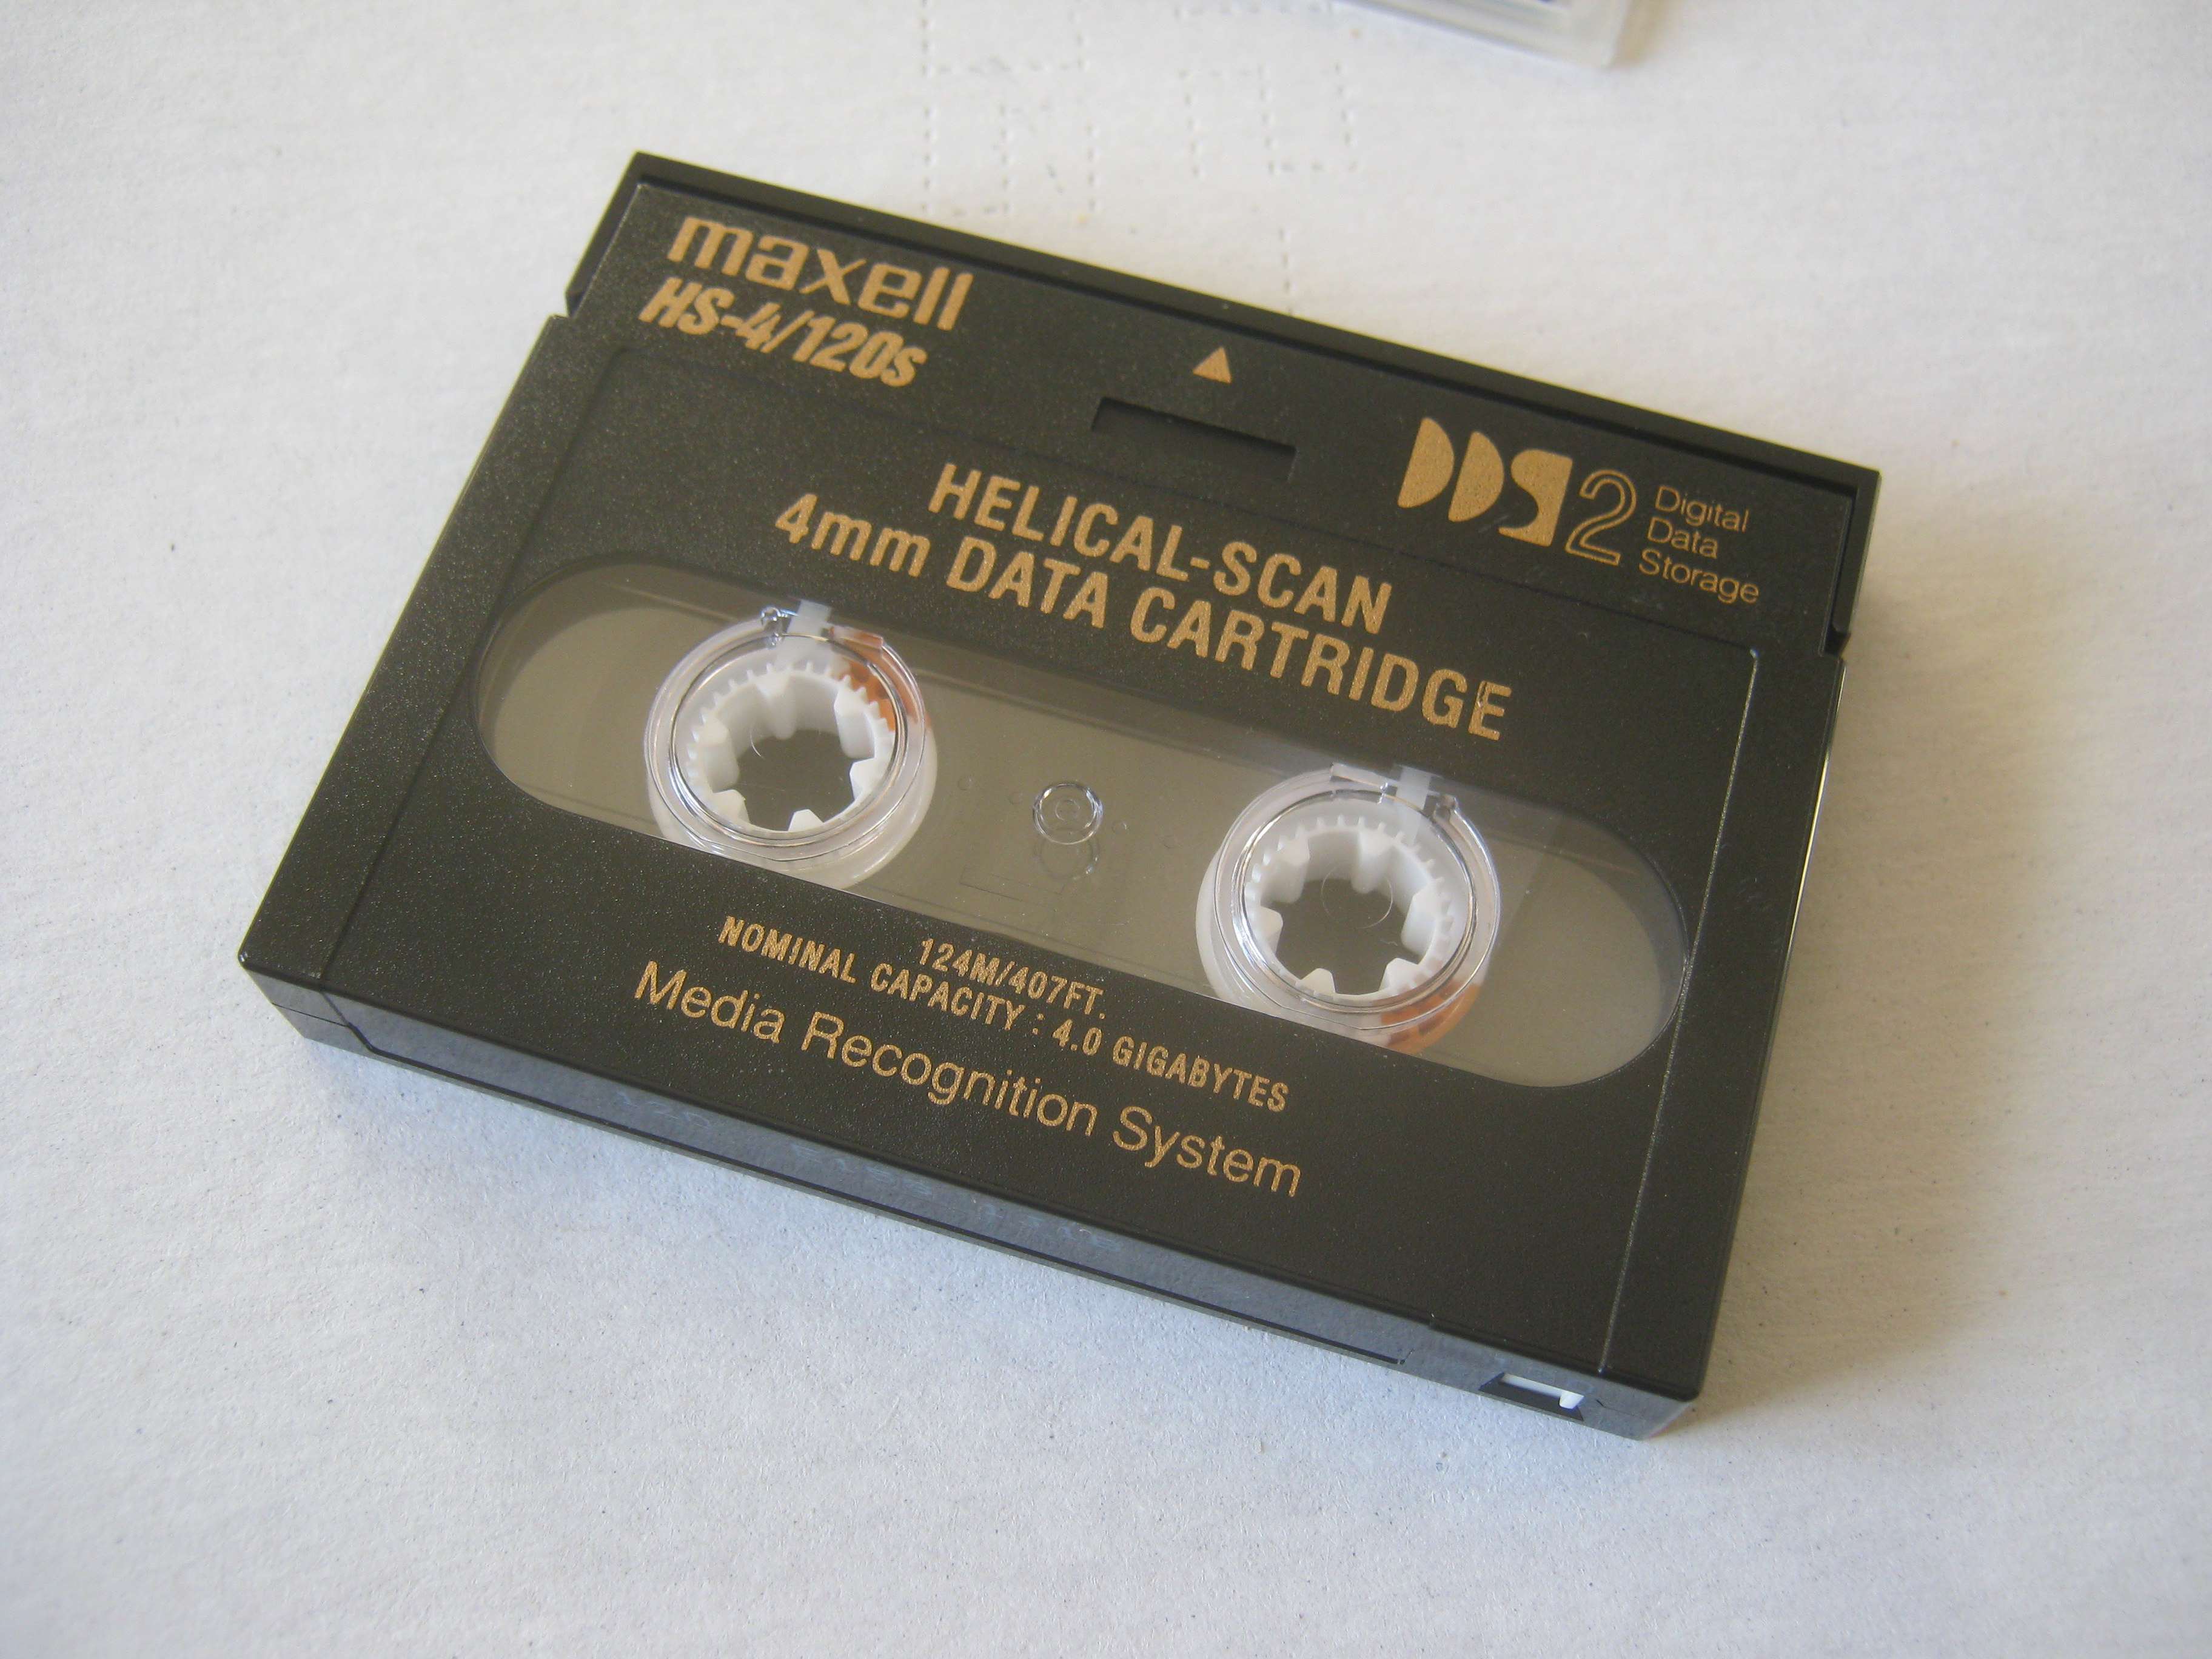 maxell
HS-4/120s
DDS2
Digital
Data
Storage
HELICAL-SCAN
4mm DATA CARTRIDGE
124M/407FT.
NOMINAL CAPACITY : 4.0 GIGABYTES
Media Recognition System